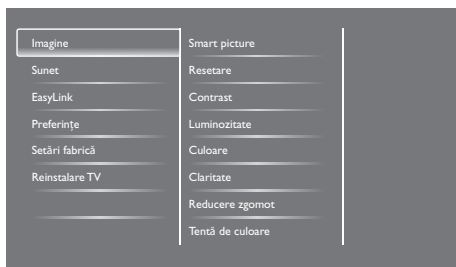 Imagine
Sunet
EasyLink
Preferinţe
Setări fabrică
Reinstalare TV
Smart picture
Resetare
Contrast
Luminozitate
Culoare
Claritate
Reducere zgomot
Tentă de culoare